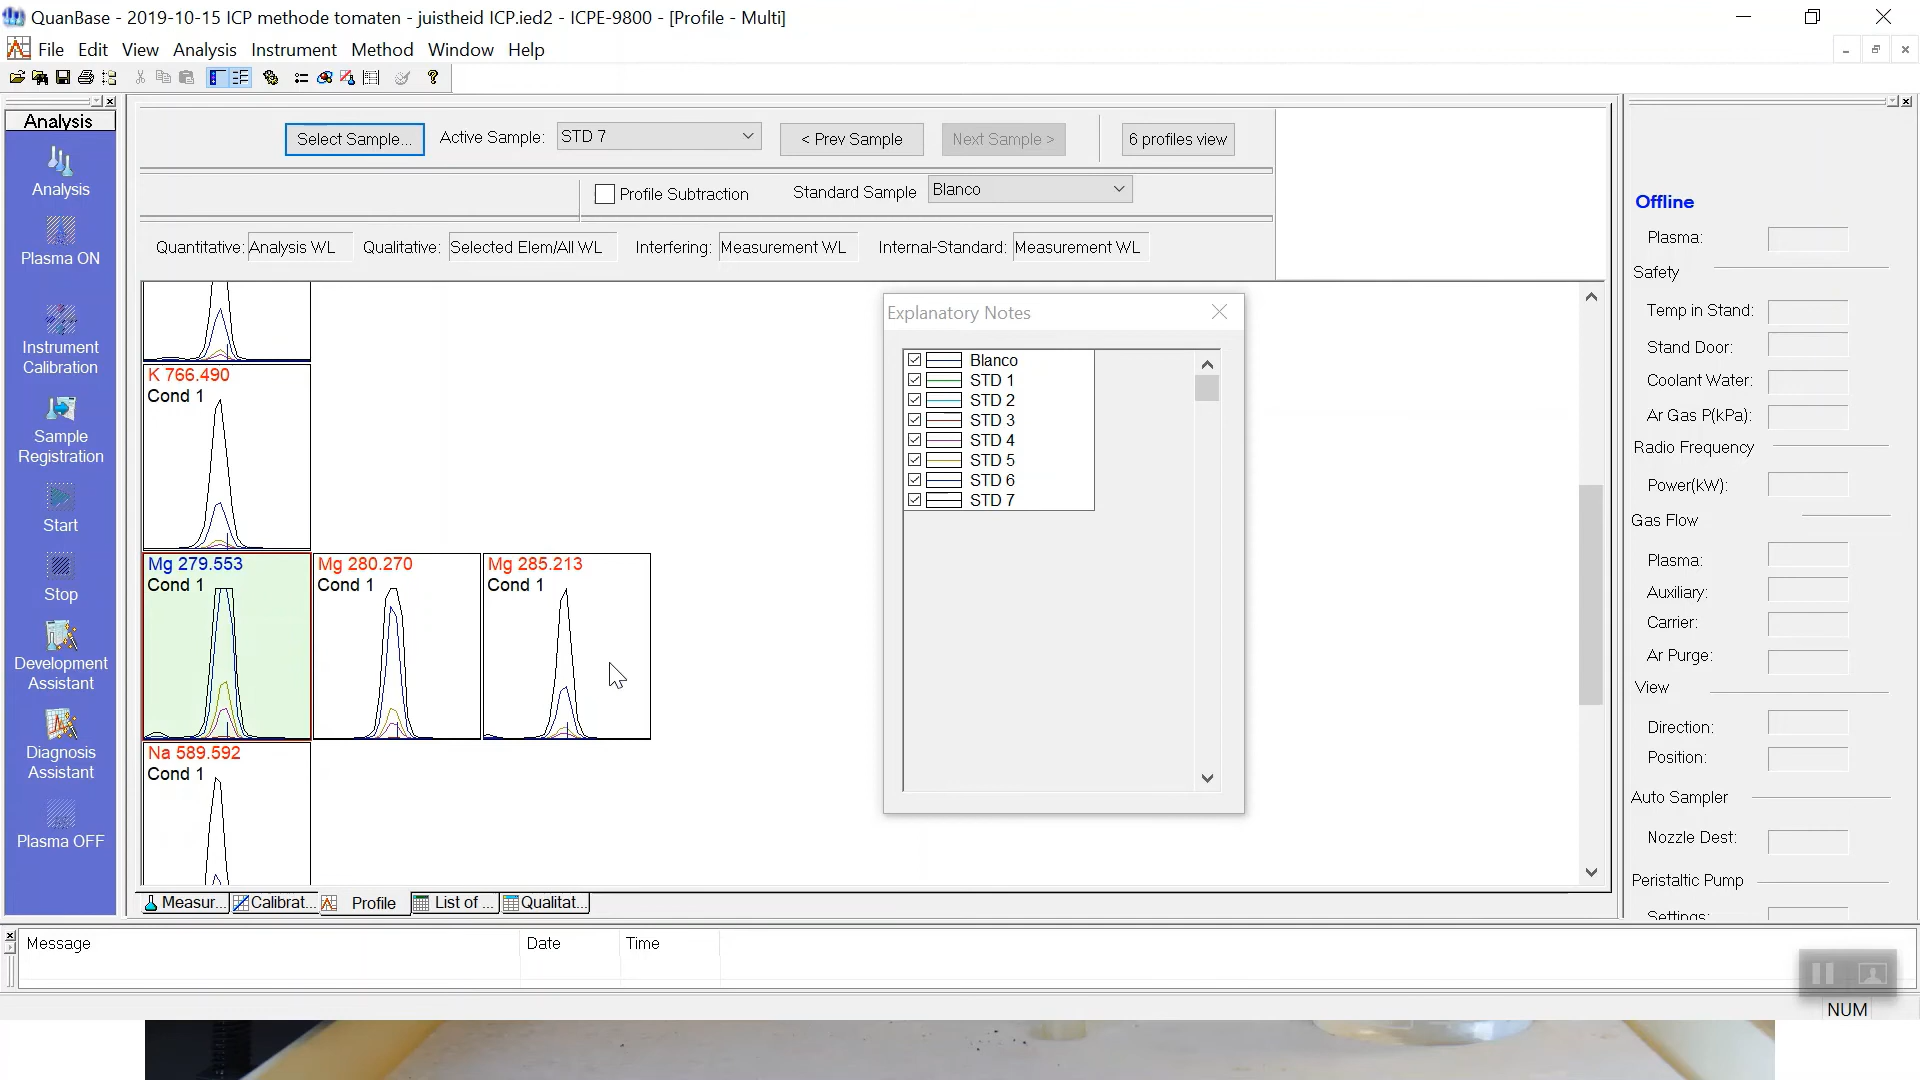 QuanBase - 2019-10-15 ICP methode tomaten - juistheid ICP.ied2 - ICPE-9800 - [Profile - Multi]
File Edit View Analysis Instrument Method Window Help
Analysis
Select Sample... Active Sample: STD 7 < Prev Sample Next Sample > 6 profiles view
Profile Subtraction Standard Sample Blanco
Quantitative: Analysis WL Qualitative: Selected Elem/All WL Interfering: Measurement WL Internal-Standard: Measurement WL
Analysis
Plasma ON
Instrument
Calibration
Sample
Registration
Start
Stop
Development
Assistant
Diagnosis
Assistant
Plasma OFF
K 766.490
Cond 1
Mg 279.553
Cond 1
Mg 280.270
Cond 1
Mg 285.213
Cond 1
Na 589.592
Cond 1
Explanatory Notes
Blanco
STD 1
STD 2
STD 3
STD 4
STD 5
STD 6
STD 7
Offline
Plasma:
Safety
Temp in Stand:
Stand Door:
Coolant Water:
Ar Gas P(kPa):
Radio Frequency
Power(kW):
Gas Flow
Plasma:
Auxiliary:
Carrier:
Ar Purge:
View
Direction:
Position:
Auto Sampler
Nozzle Dest:
Peristaltic Pump
Settings:
Measur... Calibrat... Profile List of ... Qualitat...
Message Date Time
NUM